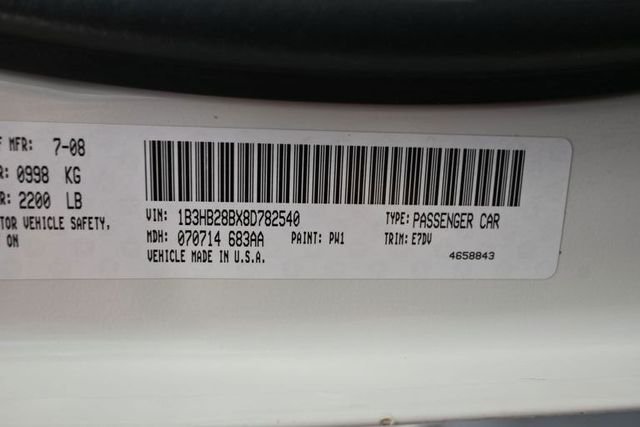 F MFR: 7-08
R: 0998 KG
R: 2200 LB
TOR VEHICLE SAFETY,
ON
VIN: 1B3HB28BX8D782540 TYPE: PASSENGER CAR
MDH: 070714 683AA PAINT: PW1 TRIM: E7DV
VEHICLE MADE IN U.S.A. 4658843